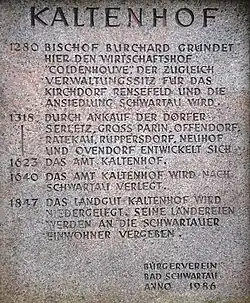 KALTENHOF
1280 BISCHOF BURCHARD GRÜNDET
HIER DEN WIRTSCHAFTSHOF
"COLDENHOUVE", DER ZUGLEICH
VERWALTUNGSSITZ FÜR DAS
KIRCHDORF RENSEFELD UND DIE
ANSIEDLUNG SCHWARTAU WIRD.
1318 DURCH ANKAUF DER DÖRFER
SERETZ, GROSS PARIN, OFFENDORF,
RATEKAU, RUPPERSDORF, NEUHOF
UND OVENDORF ENTWICKELT SICH
1623 DAS AMT KALTENHOF.
1640 DAS AMT KALTENHOF WIRD NACH
SCHWARTAU VERLEGT.
1847 DAS LANDGUT KALTENHOF WIRD
NIEDERGELEGT. SEINE LÄNDEREIEN
WERDEN AN DIE SCHWARTAUER
EINWOHNER VERGEBEN.
BÜRGERVEREIN
BAD SCHWARTAU
ANNO 1986